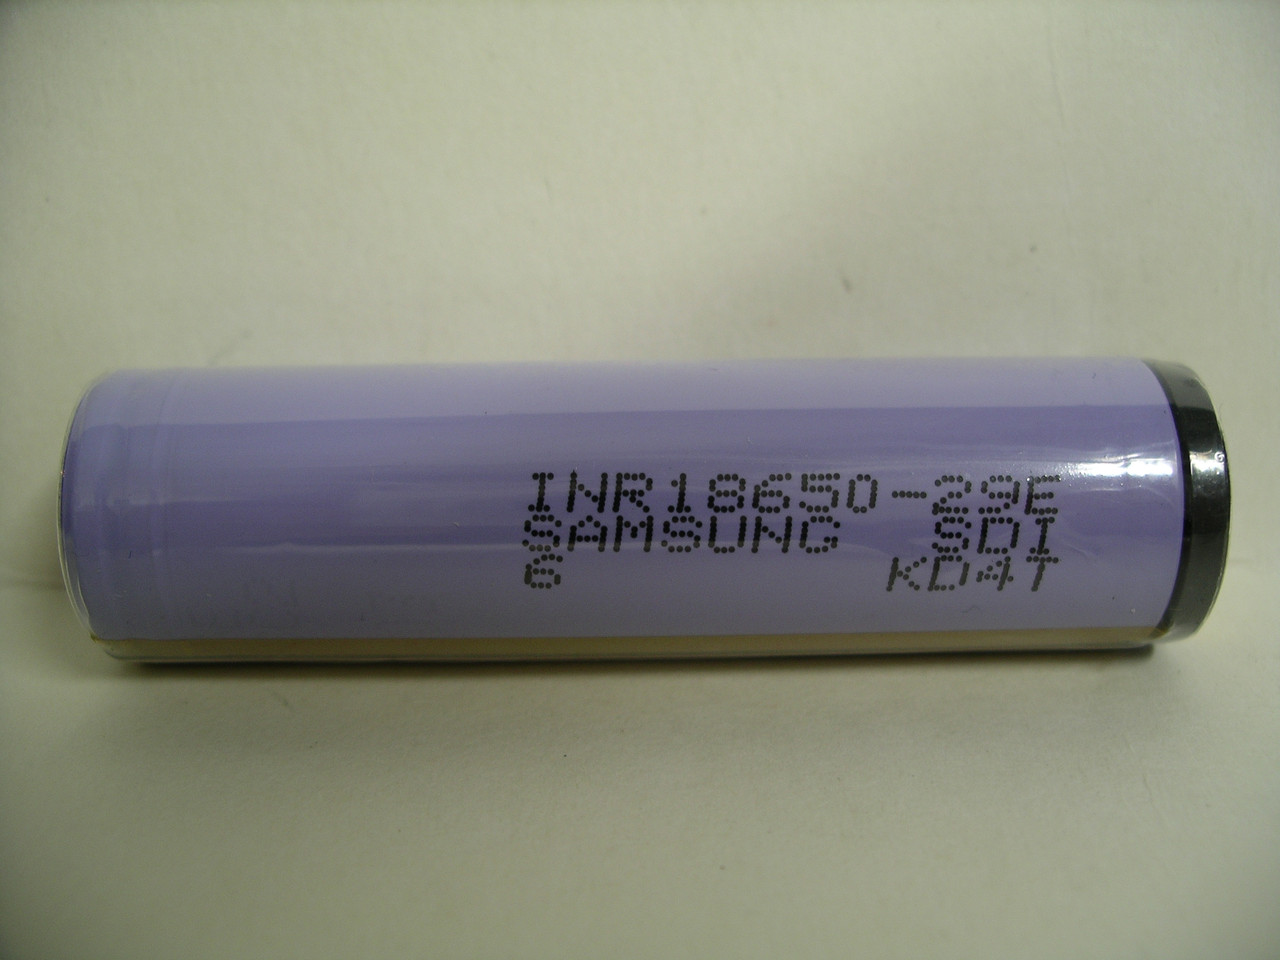 INR18650-29E
SAMSUNG SDI
6 KD4T